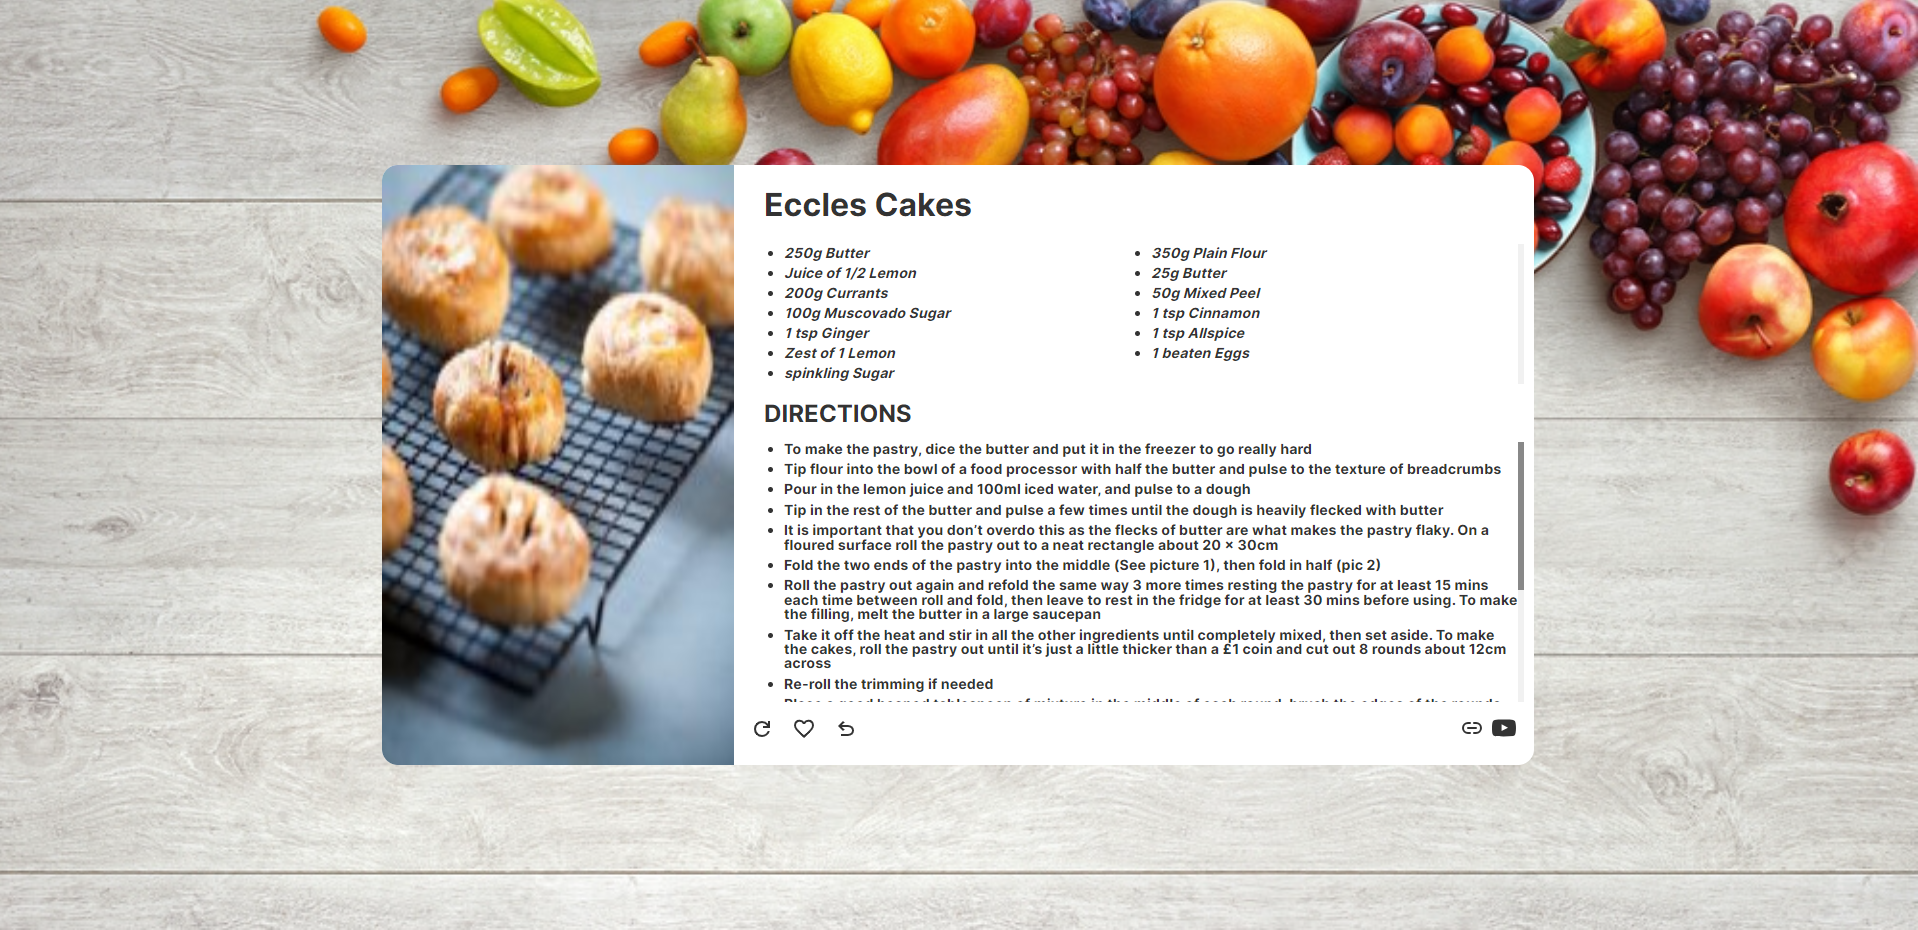 Eccles Cakes
250g Butter
Juice of 1/2 Lemon
200g Currants
100g Muscovado Sugar
1 tsp Ginger
Zest of 1 Lemon
spinkling Sugar
350g Plain Flour
25g Butter
50g Mixed Peel
1 tsp Cinnamon
1 tsp Allspice
1 beaten Eggs
DIRECTIONS
To make the pastry, dice the butter and put it in the freezer to go really hard
Tip flour into the bowl of a food processor with half the butter and pulse to the texture of breadcrumbs
Pour in the lemon juice and 100ml iced water, and pulse to a dough
Tip in the rest of the butter and pulse a few times until the dough is heavily flecked with butter
It is important that you don’t overdo this as the flecks of butter are what makes the pastry flaky. On a
floured surface roll the pastry out to a neat rectangle about 20 × 30cm
Fold the two ends of the pastry into the middle (See picture 1), then fold in half (pic 2)
Roll the pastry out again and refold the same way 3 more times resting the pastry for at least 15 mins
each time between roll and fold, then leave to rest in the fridge for at least 30 mins before using. To make
the filling, melt the butter in a large saucepan
Take it off the heat and stir in all the other ingredients until completely mixed, then set aside. To make
the cakes, roll the pastry out until it’s just a little thicker than a £1 coin and cut out 8 rounds about 12cm
across
Re-roll the trimming if needed